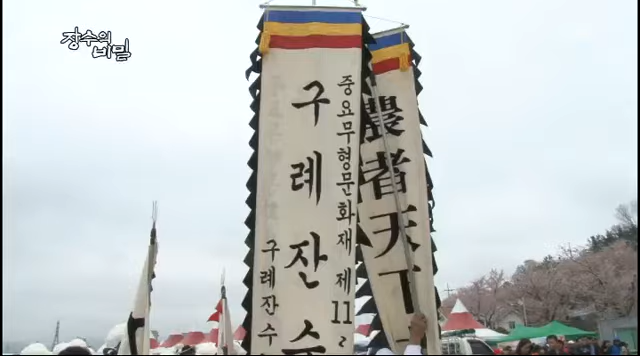 장수의
비밀
중요무형문화재 제11-
구례잔수
구례잔수
農者天下